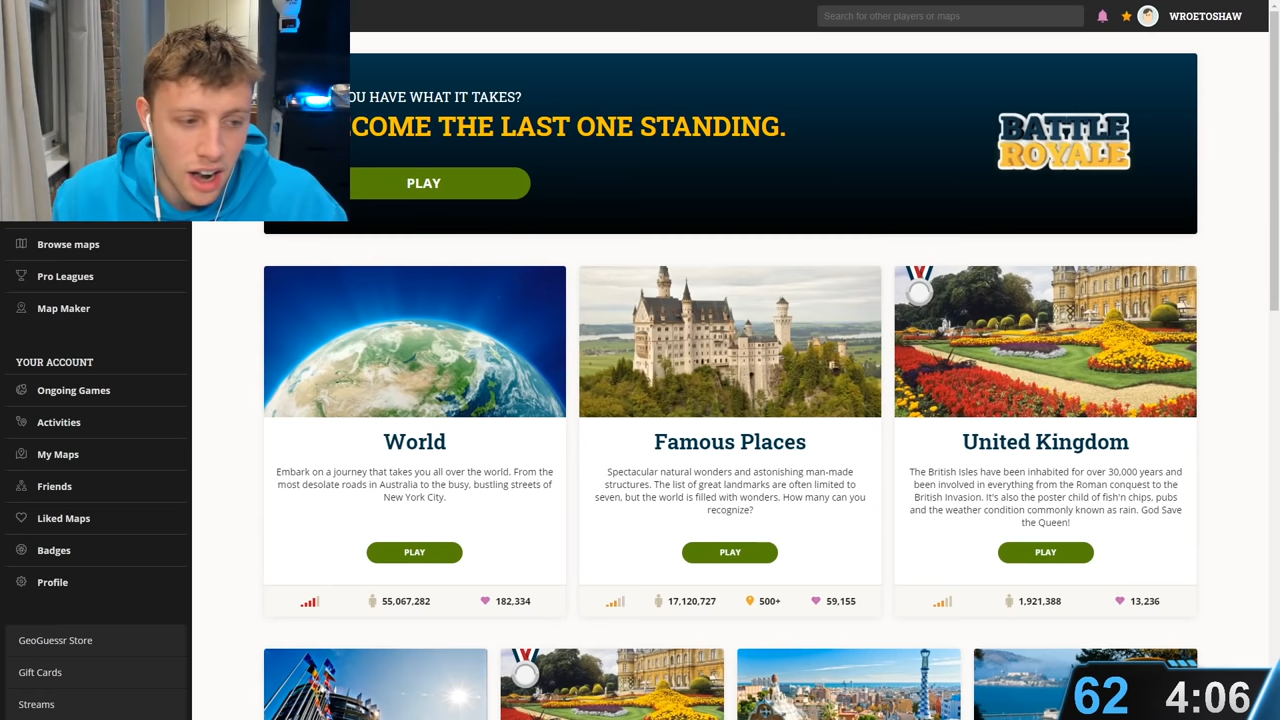 WROETOSHAW
OU HAVE WHAT IT TAKES?
COME THE LAST ONE STANDING.
PLAY
BATTLE
ROYALE
Search for other players or maps
Browse maps
Pro Leagues
Map Maker
YOUR ACCOUNT
Ongoing Games
Activities
My Maps
Friends
Liked Maps
Badges
Profile
GeoGuessr Store
Gift Cards
Streams
World
Embark on a journey that takes you all over the world. From the
most desolate roads in Australia to the busy, bustling streets of
New York City.
PLAY
55,067,282 182,334
Famous Places
Spectacular natural wonders and astonishing man-made
structures. The list of great landmarks are often limited to
seven, but the world is filled with wonders. How many can you
recognize?
PLAY
17,120,727 500+ 59,155
United Kingdom
The British Isles have been inhabited for over 30,000 years and
been involved in everything from the Roman conquest to the
British Invasion. It's also the poster child of fish'n chips, pubs
and the weather condition commonly known as rain. God Save
the Queen!
PLAY
1,921,388 13,236
62 4:06